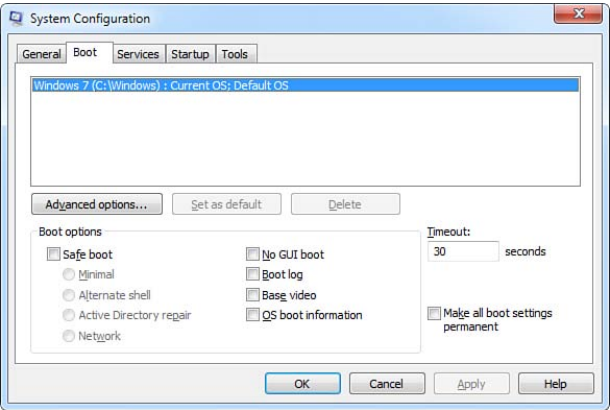 System Configuration
General Boot Services Startup Tools
Windows 7 (C:\Windows) : Current OS; Default OS
Advanced options... Set as default Delete
Boot options
Safe boot
Minimal
Alternate shell
Active Directory repair
Network
No GUI boot
Boot log
Base video
OS boot information
Timeout:
30 seconds
Make all boot settings
permanent
OK Cancel Apply Help